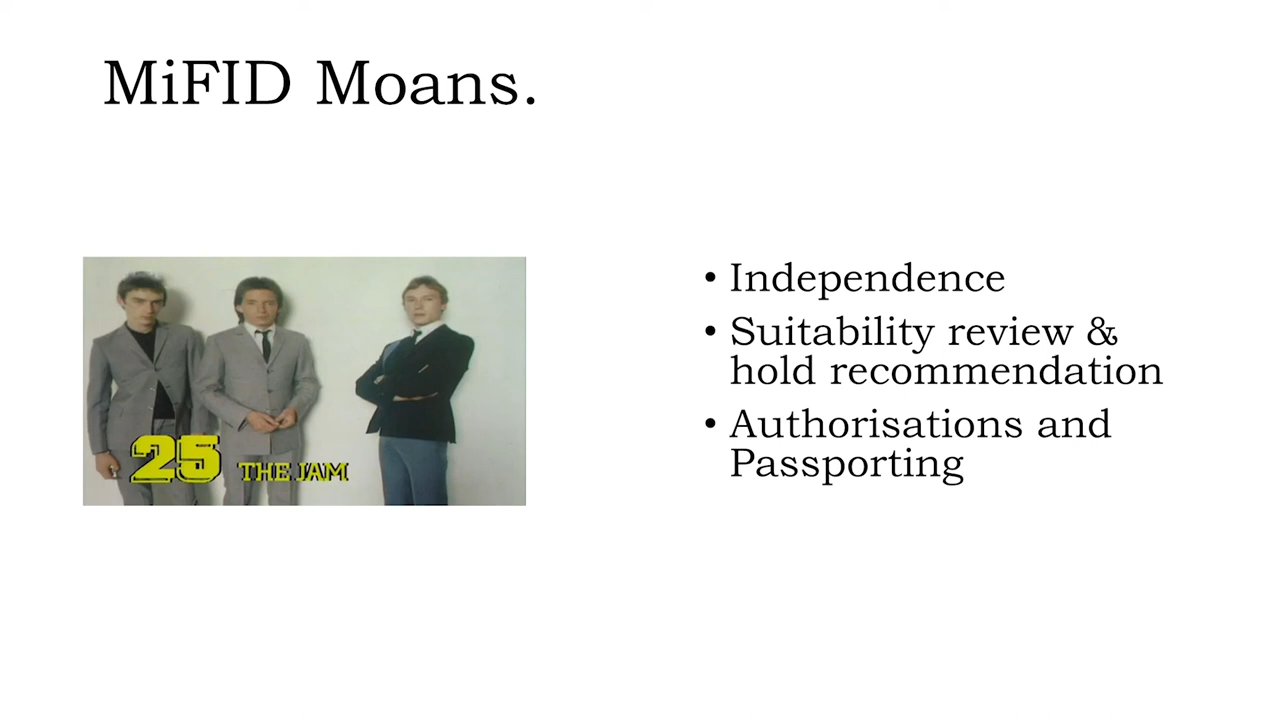 MiFID Moans.
25 THE JAM
• Independence
• Suitability review &
hold recommendation
• Authorisations and
Passporting